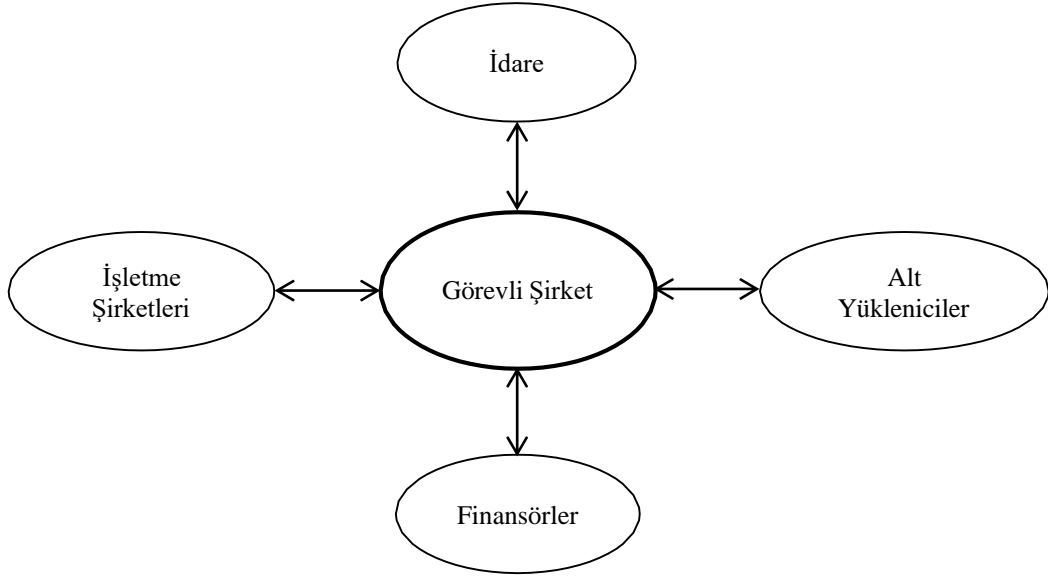 İdare
İşletme
Şirketleri
Görevli Şirket
Alt
Yükleniciler
Finansörler